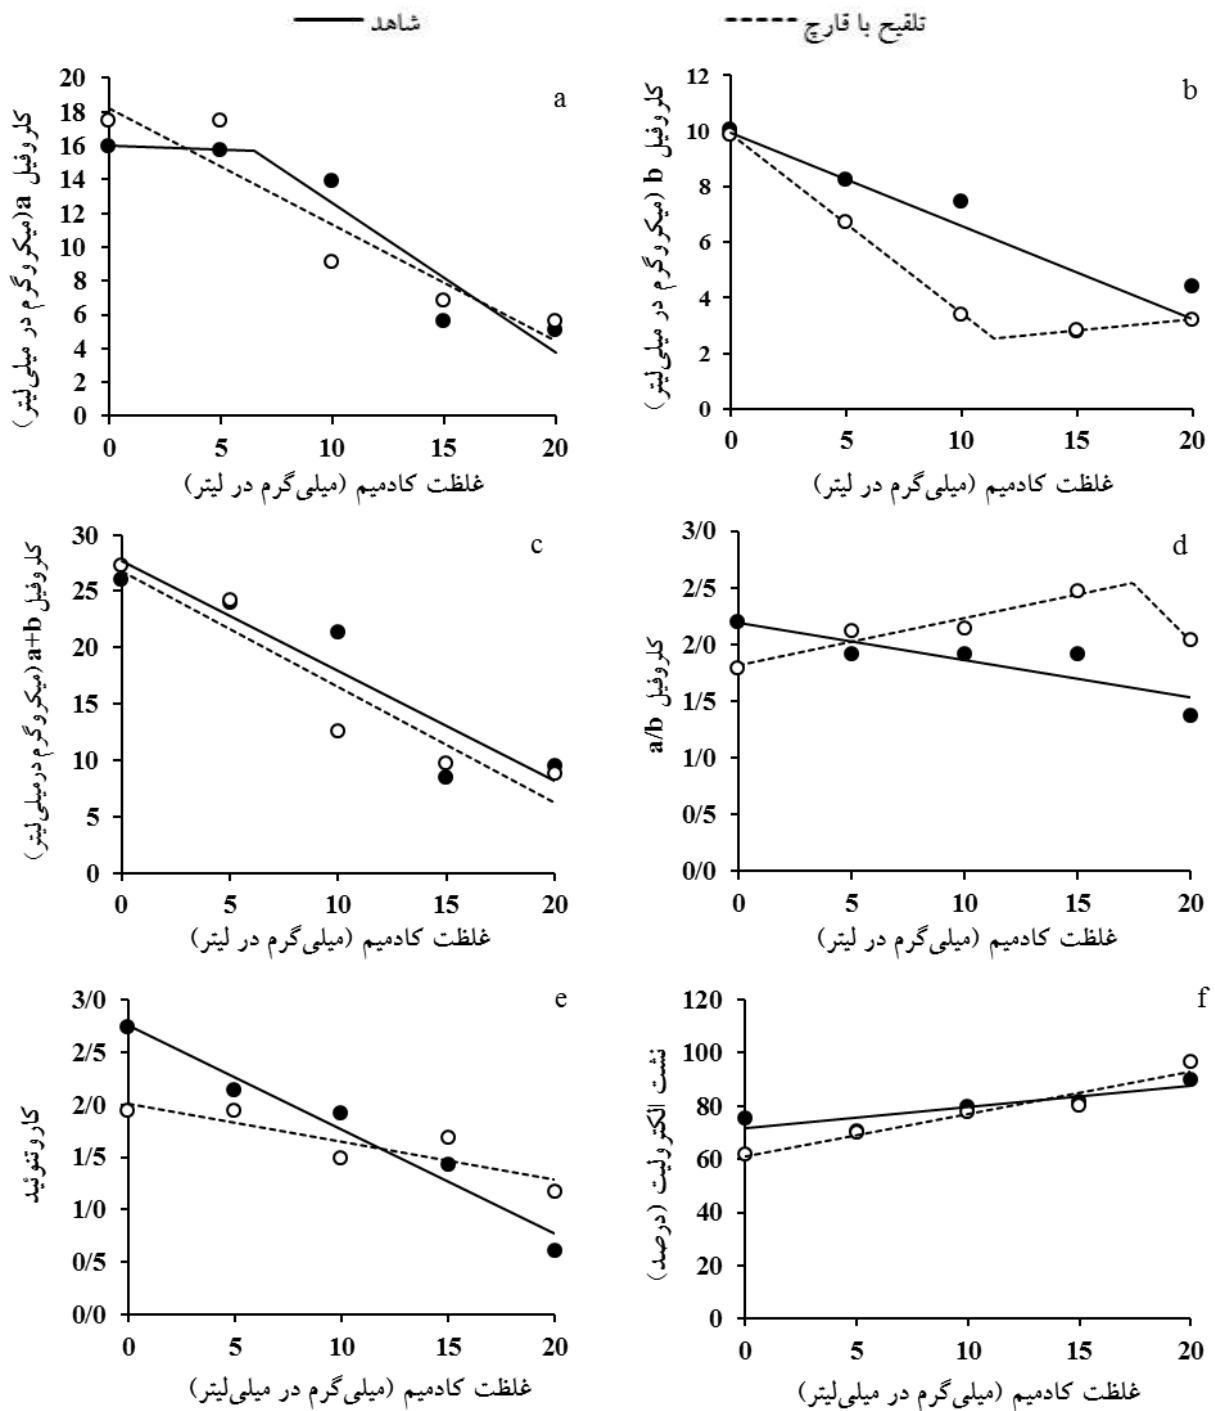 شاهد
تلقیح با قارچ
a
کلروفیل a(میکروگرم در میلی‌لیتر)
20
18
16
14
12
10
8
6
4
2
0
0 5 10 15 20
غلظت کادمیم (میلی‌گرم در لیتر)
b
کلروفیل b (میکروگرم در میلی‌لیتر)
12
10
8
6
4
2
0
0 5 10 15 20
غلظت کادمیم (میلی‌گرم در لیتر)
c
کلروفیل a+b (میکروگرم درمیلی‌لیتر)
30
25
20
15
10
5
0
0 5 10 15 20
غلظت کادمیم (میلی‌گرم در لیتر)
d
کلروفیل a/b
3/0
2/5
2/0
1/5
1/0
0/5
0/0
0 5 10 15 20
غلظت کادمیم (میلی‌گرم در لیتر)
e
کاروتنوئید
3/0
2/5
2/0
1/5
1/0
0/5
0/0
0 5 10 15 20
غلظت کادمیم (میلی‌گرم در میلی‌لیتر)
f
نشت الکترولیت (درصد)
120
100
80
60
40
20
0
0 5 10 15 20
غلظت کادمیم (میلی‌گرم در میلی‌لیتر)